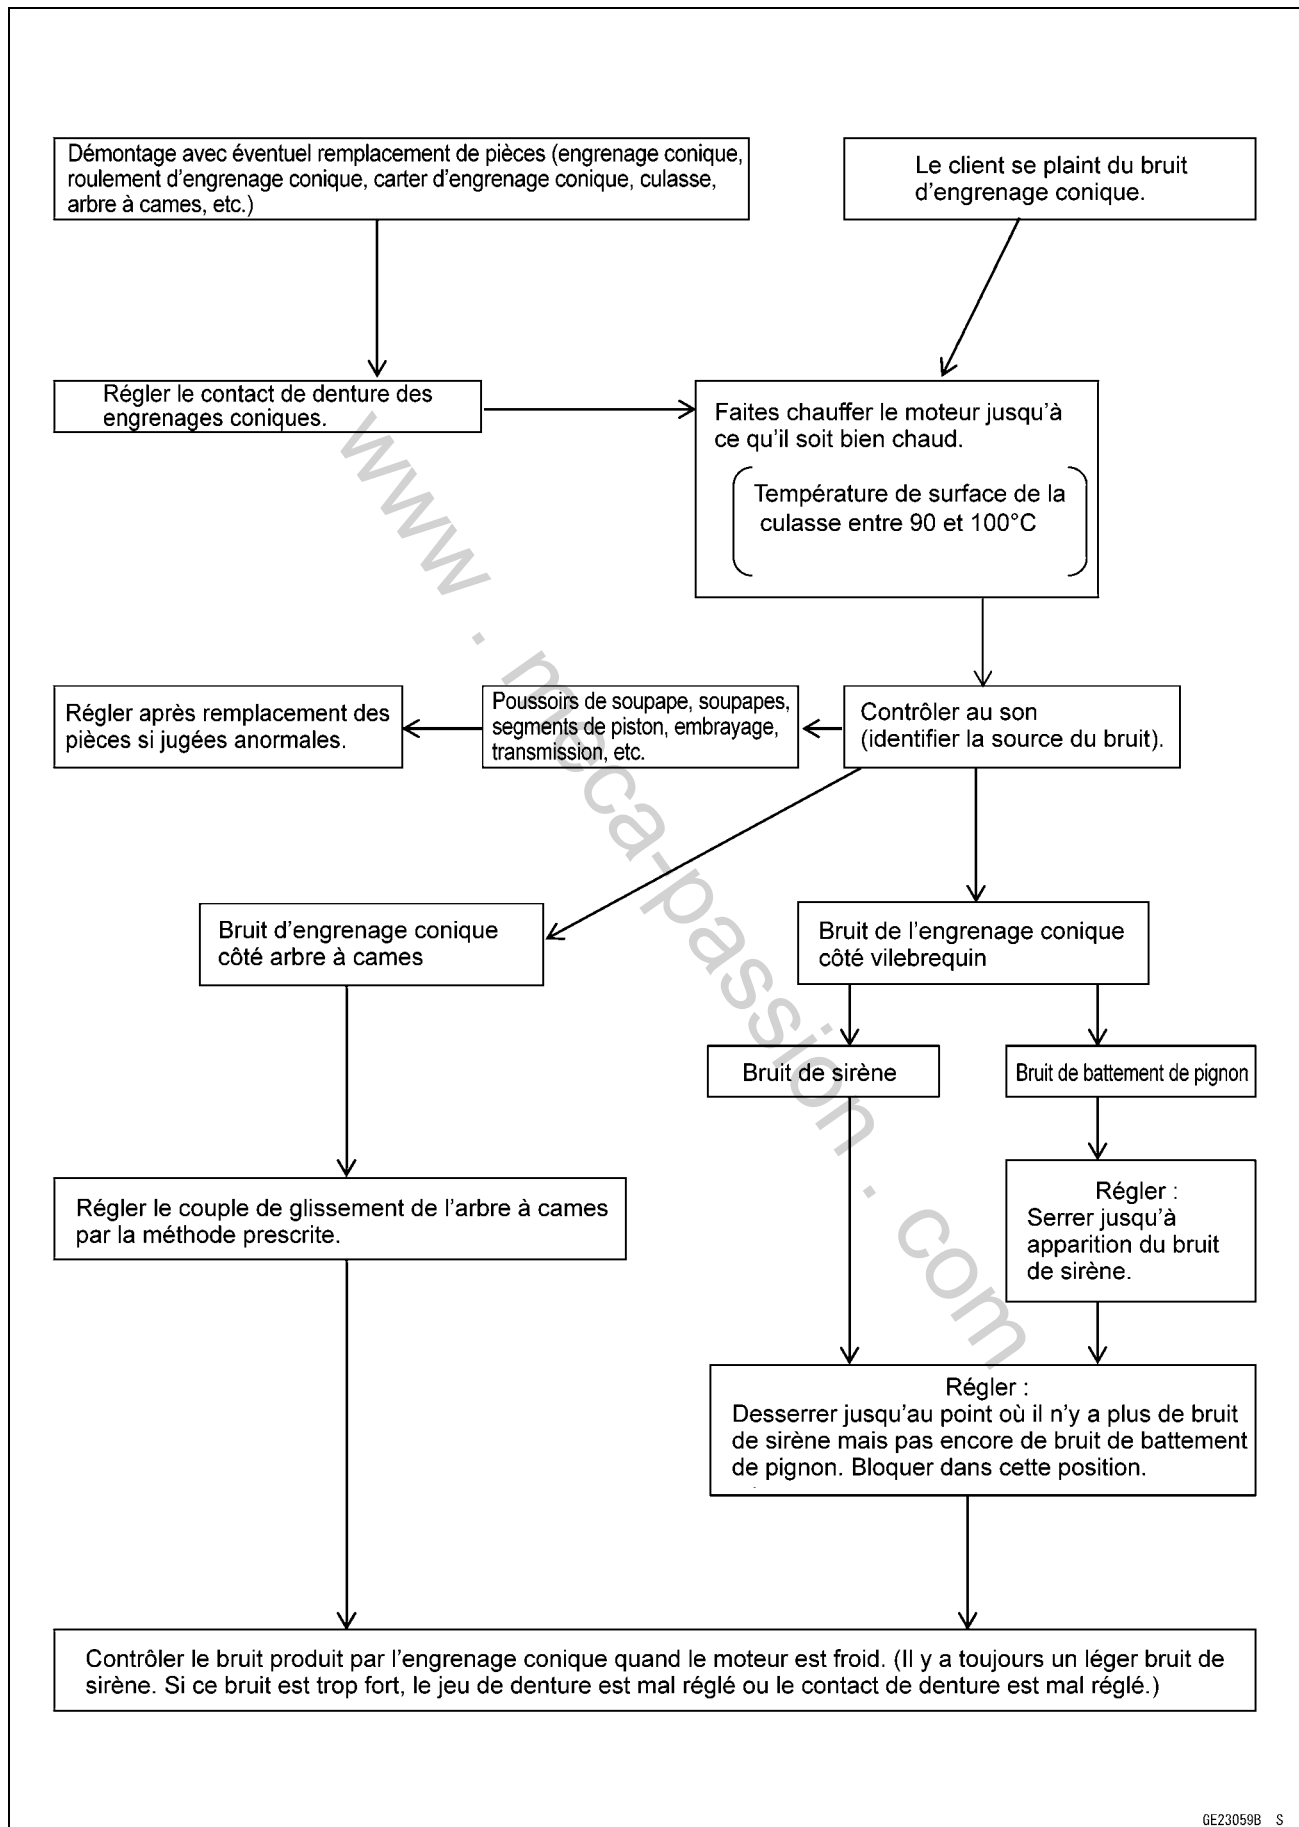 Démontage avec éventuel remplacement de pièces (engrenage conique,
roulement d'engrenage conique, carter d'engrenage conique, culasse,
arbre à cames, etc.)
Le client se plaint du bruit
d'engrenage conique.
Régler le contact de denture des
engrenages coniques.
Faites chauffer le moteur jusqu'à
ce qu'il soit bien chaud.
Température de surface de la
culasse entre 90 et 100°C
Régler après remplacement des
pièces si jugées anormales.
Poussoirs de soupape, soupapes,
segments de piston, embrayage,
transmission, etc.
Contrôler au son
(identifier la source du bruit).
Bruit d'engrenage conique
côté arbre à cames
Bruit de l'engrenage conique
côté vilebrequin
Bruit de sirène
Bruit de battement de pignon
Régler le couple de glissement de l'arbre à cames
par la méthode prescrite.
Régler :
Serrer jusqu'à
apparition du bruit
de sirène.
Régler :
Desserrer jusqu'au point où il n'y a plus de bruit
de sirène mais pas encore de bruit de battement
de pignon. Bloquer dans cette position.
Contrôler le bruit produit par l'engrenage conique quand le moteur est froid. (Il y a toujours un léger bruit de
sirène. Si ce bruit est trop fort, le jeu de denture est mal réglé ou le contact de denture est mal réglé.)
www . meca-passion . com
GE23059B S